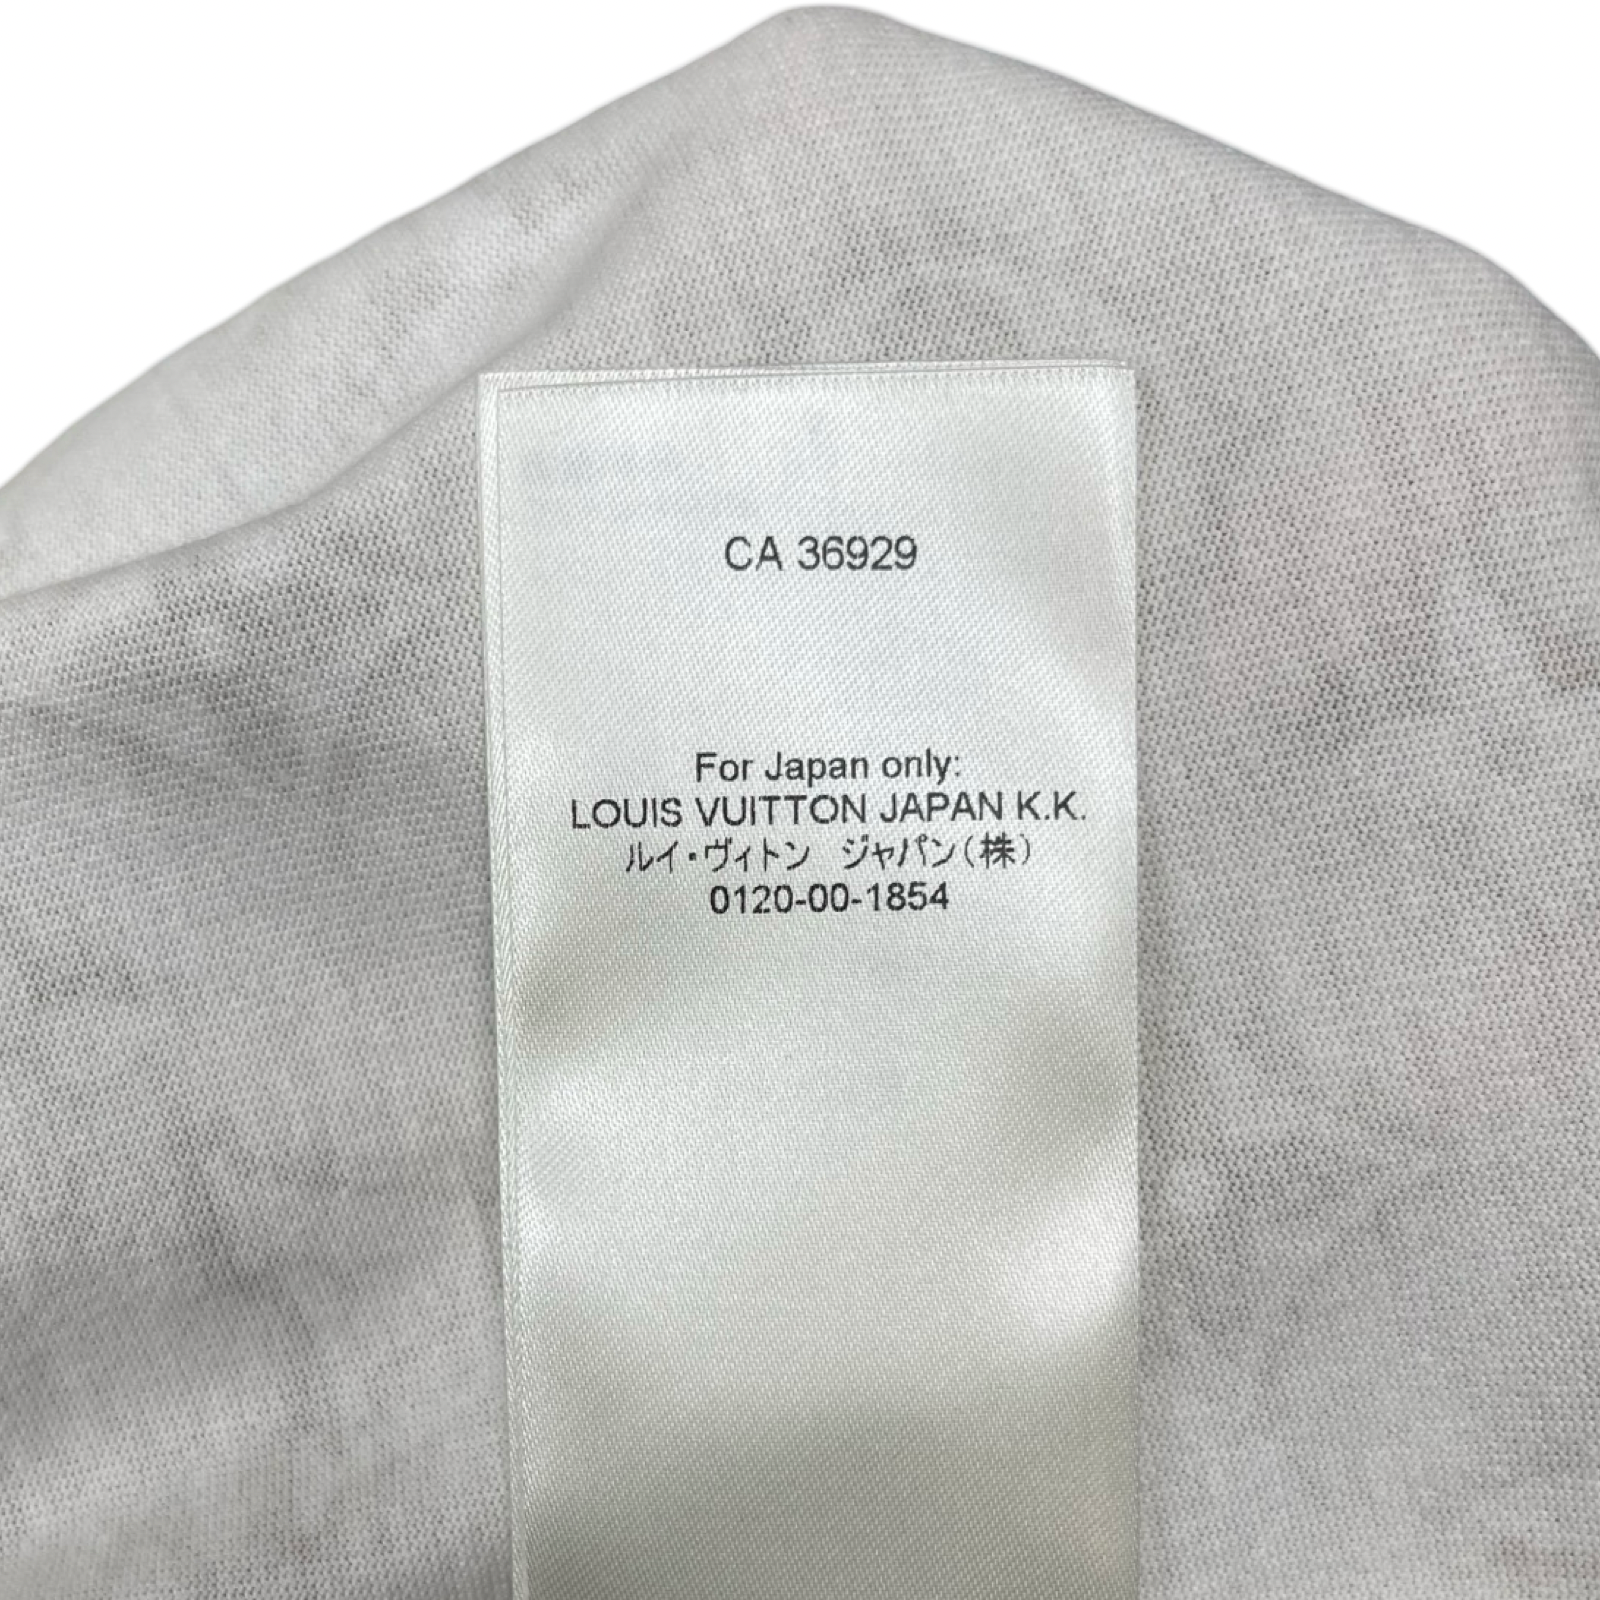 CA 36929
For Japan only:
LOUIS VUITTON JAPAN K.K.
ルイ・ヴィトン　ジャパン(株)
0120-00-1854